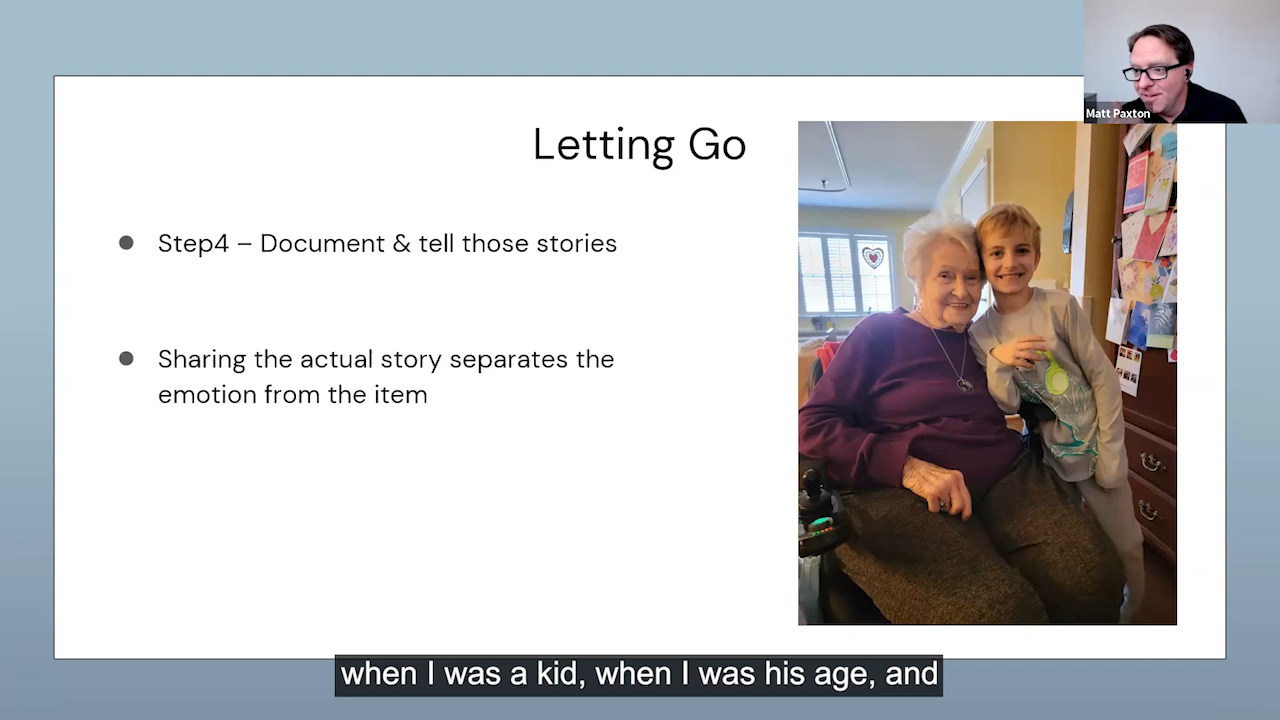 Matt Paxton
Letting Go
Step4 – Document & tell those stories
Sharing the actual story separates the
emotion from the item
when I was a kid, when I was his age, and